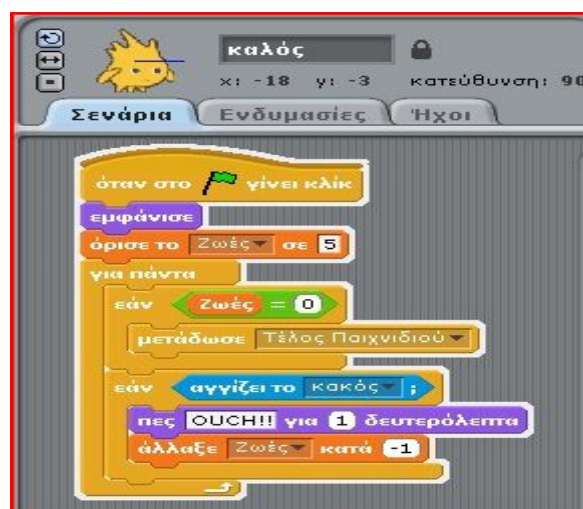 καλός
x: -18 y: -3 κατεύθυνση: 90
Σενάρια Ενδυμασίες Ήχοι
όταν στο γίνει κλίκ
εμφάνισε
όρισε το Ζωές σε 5
για πάντα
εάν Ζωές = 0
μετάδωσε Τέλος Παιχνιδιού
εάν αγγίζει το κακός ;
πες OUCH!! για 1 δευτερόλεπτα
άλλαξε Ζωές κατά -1